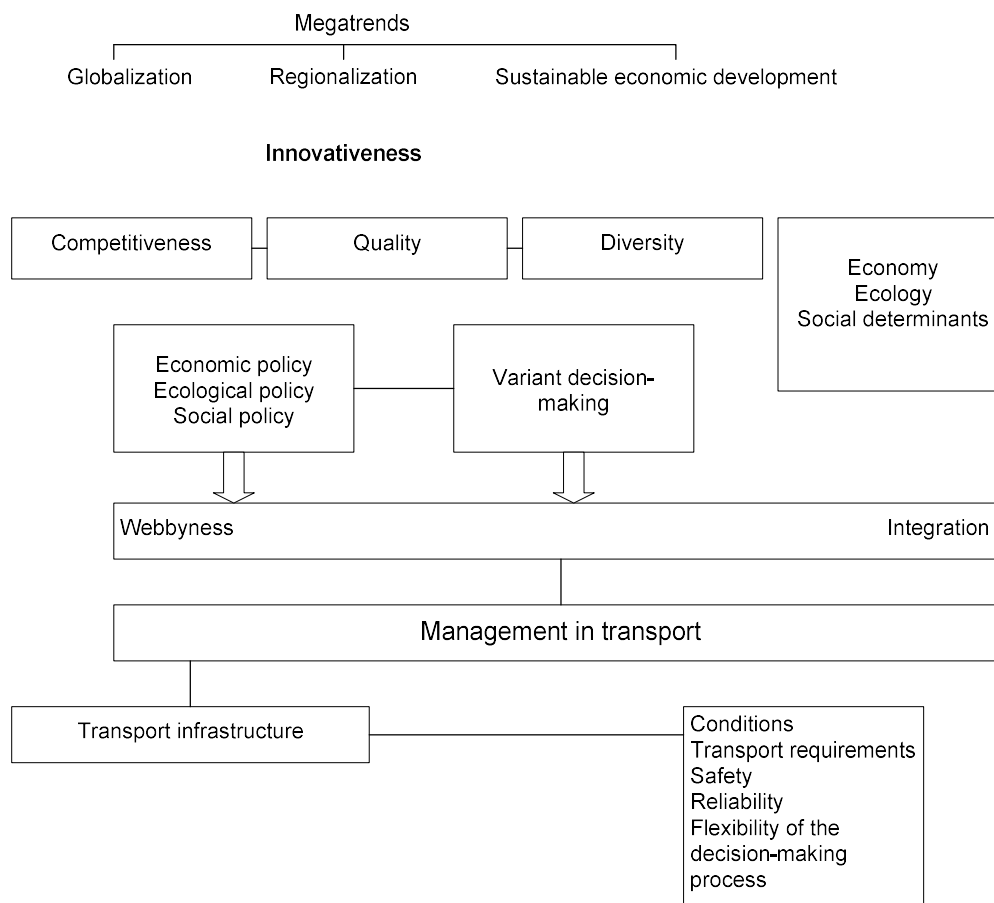 Megatrends
Globalization
Regionalization
Sustainable economic development
Innovativeness
Competitiveness
Quality
Diversity
Economy
Ecology
Social determinants
Economic policy
Ecological policy
Social policy
Variant decision-
making
Webbyness
Integration
Management in transport
Transport infrastructure
Conditions
Transport requirements
Safety
Reliability
Flexibility of the
decision-making
process